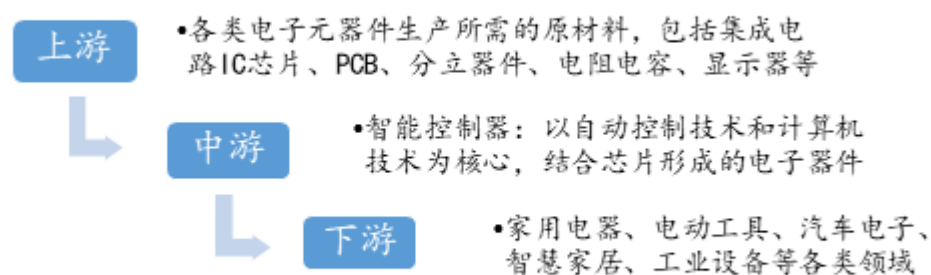 上游
•各类电子元器件生产所需的原材料，包括集成电
路IC芯片、PCB、分立器件、电阻电容、显示器等
中游
•智能控制器：以自动控制技术和计算机
技术为核心，结合芯片形成的电子器件
下游
•家用电器、电动工具、汽车电子、
智慧家居、工业设备等各类领域